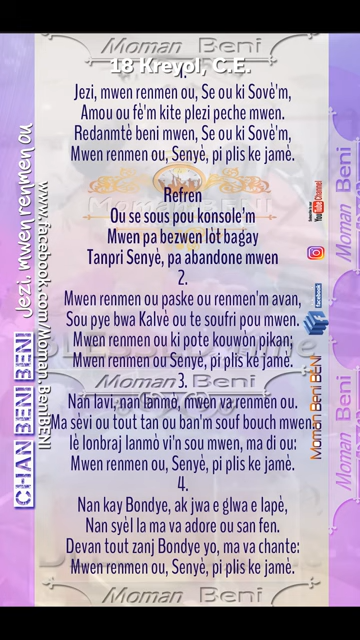 Moman Beni
18 Kreyol, C.E.
1.
Jezi, mwen renmen ou, Se ou ki Sovè'm,
Amou ou fè'm kite plezi peche mwen.
Redanmtè beni mwen, Se ou ki Sovè'm,
Mwen renmen ou, Senyè, pi plis ke jamè.
Refren
Ou se sous pou konsole'm
Mwen pa bezwen lòt bagay
Tanpri Senyè, pa abandone mwen
2.
Mwen renmen ou paske ou renmen'm avan,
Sou pye bwa Kalvè ou te soufri pou mwen.
Mwen renmen ou ki pote kouwòn pikan;
Mwen renmen ou, Senyè, pi plis ke jamè.
Moman Beni
3.
Nan lavi, nan lanmò, mwen va renmen ou.
Ma sèvi ou tout tan ou ban'm souf bouch mwen,
lè lonbraj lanmò vi'n sou mwen, ma di ou:
Mwen renmen ou, Senyè, pi plis ke jamè.
4.
Nan kay Bondye, ak jwa e glwa e lapè,
Nan syèl la ma va adore ou san fen.
Devan tout zanj Bondye yo, ma va chante:
Mwen renmen ou, Senyè, pi plis ke jamè.
Moman Beni
CHAN BENI BENI
Jezi, mwen renmen ou
www.facebook.com/Moman.BeniBENI
YouTube Channel
facebook
Moman Beni BENI
Moman Beni
Moman Beni